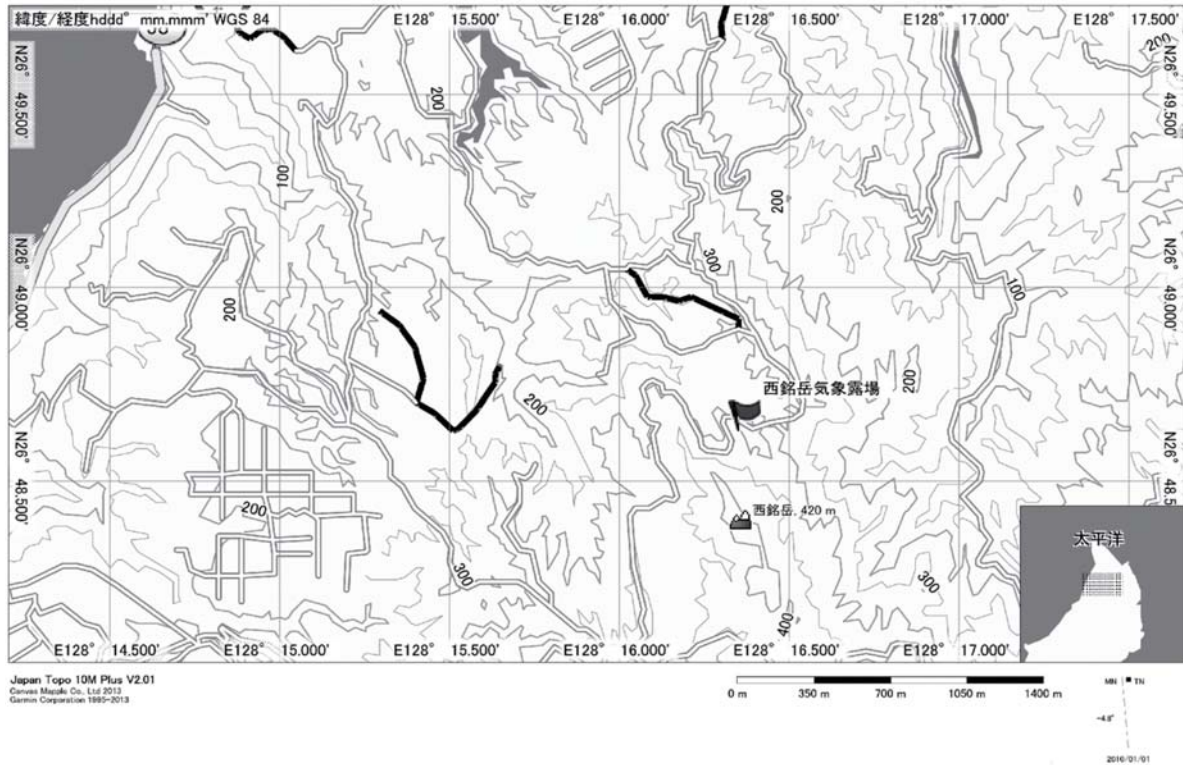 緯度/経度hddd° mm.mmm' WGS 84
E128° 15.500' 16.000' E128° 16.500' 17.000' E128° 17.500'
N26° 49.500'
N26° 49.500'
200
200
100
200
N26° 49.000'
N26° 49.000'
300
100
200
200
西銘岳気象露場
200
N26° 48.500'
N26°
48.5
西銘岳, 420 m
200
太平洋
300
300
400
E128° 14.500' E128° 15.000' E128° 15.500' 16.000' E128° 16.500' 17.000'
Japan Topo 10M Plus V2.01
Canvas Mapple Co., Ltd 2013
Garmin Corporation 1995-2013
0 m 350 m 700 m 1050 m 1400 m
MN TN
-4.8°
2016/01/01